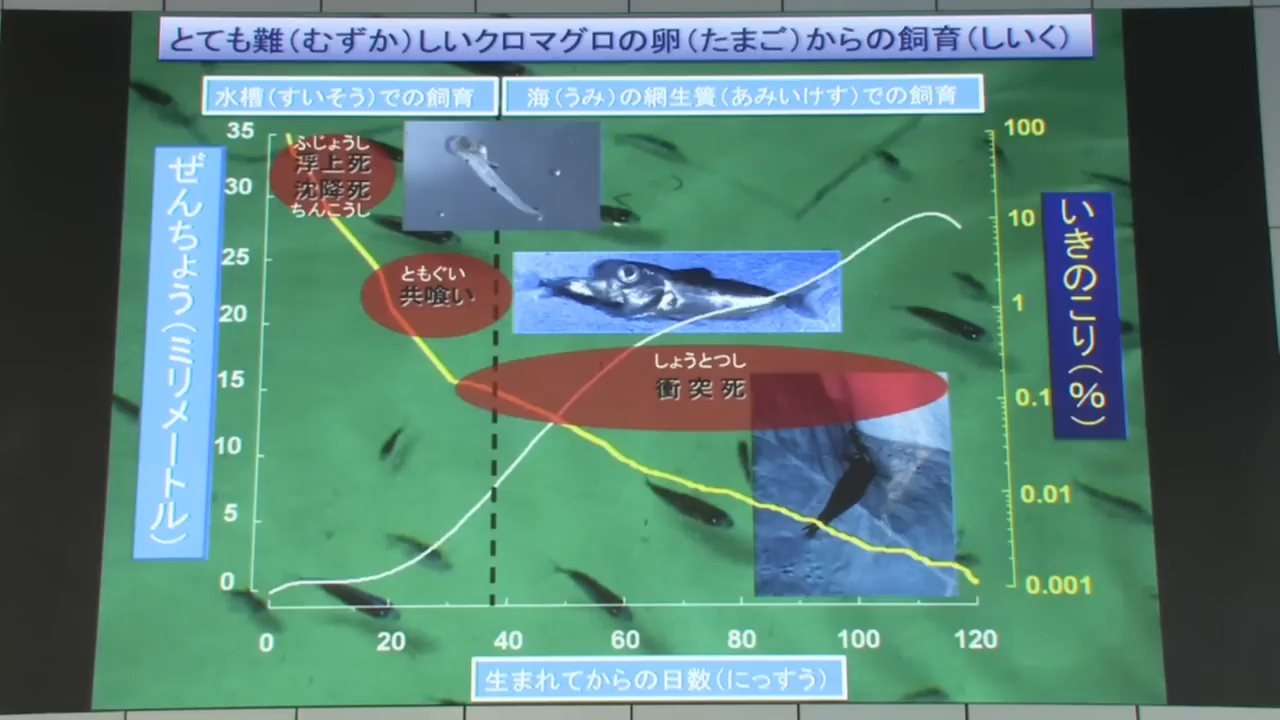 とても難(むずか)しいクロマグロの卵(たまご)からの飼育(しいく)
水槽(すいそう)での飼育
海(うみ)の網生簀(あみいけす)での飼育
ぜんちょう(ミリメートル)
35
30
25
20
15
10
5
0
ふじょうし
浮上死
沈降死
ちんこうし
ともぐい
共喰い
しょうとつし
衝突死
100
10
1
0.1
0.01
0.001
いきのこり(%)
0 20 40 60 80 100 120
生まれてからの日数(にっすう)